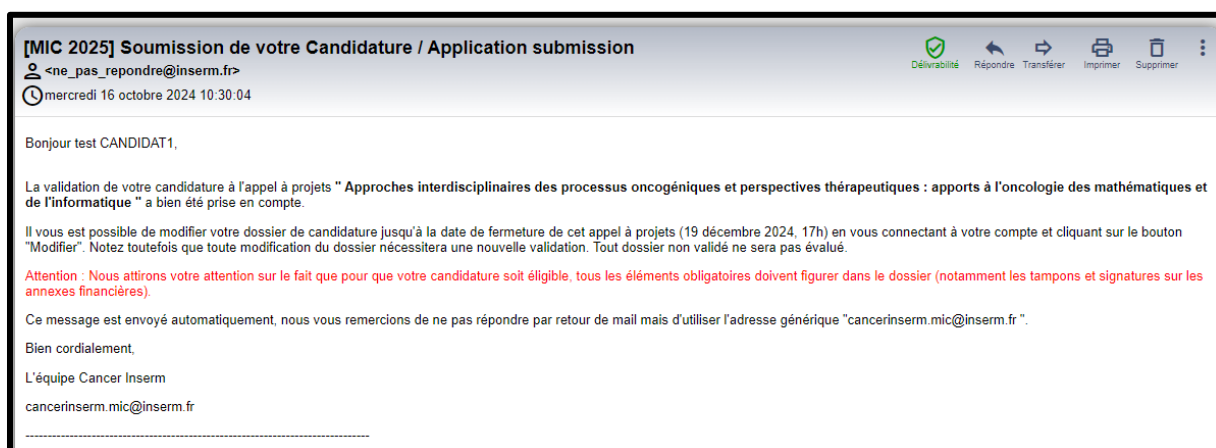 [MIC 2025] Soumission de votre Candidature / Application submission
<ne_pas_repondre@inserm.fr>
mercredi 16 octobre 2024 10:30:04
Délivrabilité Répondre Transférer Imprimer Supprimer
Bonjour test CANDIDAT1,
La validation de votre candidature à l'appel à projets " Approches interdisciplinaires des processus oncogéniques et perspectives thérapeutiques : apports à l'oncologie des mathématiques et
de l'informatique " a bien été prise en compte.
Il vous est possible de modifier votre dossier de candidature jusqu'à la date de fermeture de cet appel à projets (19 décembre 2024, 17h) en vous connectant à votre compte et cliquant sur le bouton
"Modifier". Notez toutefois que toute modification du dossier nécessitera une nouvelle validation. Tout dossier non validé ne sera pas évalué.
Attention : Nous attirons votre attention sur le fait que pour que votre candidature soit éligible, tous les éléments obligatoires doivent figurer dans le dossier (notamment les tampons et signatures sur les
annexes financières).
Ce message est envoyé automatiquement, nous vous remercions de ne pas répondre par retour de mail mais d'utiliser l'adresse générique "cancerinserm.mic@inserm.fr ".
Bien cordialement,
L'équipe Cancer Inserm
cancerinserm.mic@inserm.fr
------------------------------------------------------------------------------